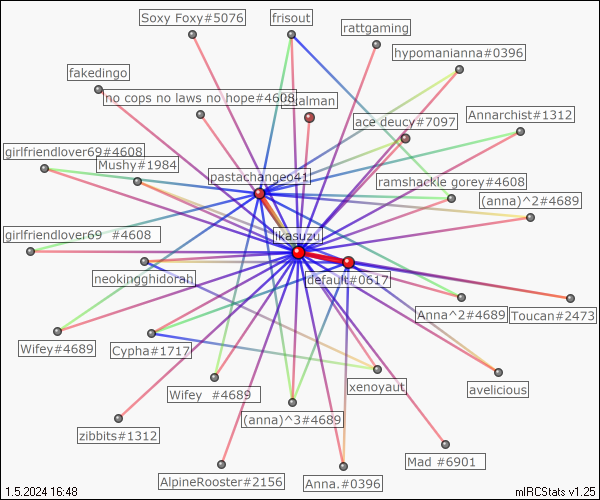 Soxy Foxy#5076
frisout
rattgaming
hypomanianna#0396
fakedingo
no cops no laws no hope#4608
alman
ace deucy#7097
Annarchist#1312
girlfriendlover69#4608
Mushy#1984
pastachangeo41
ramshackle gorey#4608
(anna)^2#4689
girlfriendlover69 #4608
ikasuzu
neokingghidorah
default#0617
Anna^2#4689
Toucan#2473
Wifey#4689
Cypha#1717
Wifey #4689
xenoyaut
avelicious
(anna)^3#4689
zibbits#1312
Mad #6901
AlpineRooster#2156
Anna.#0396
1.5.2024 16:48
mIRCStats v1.25